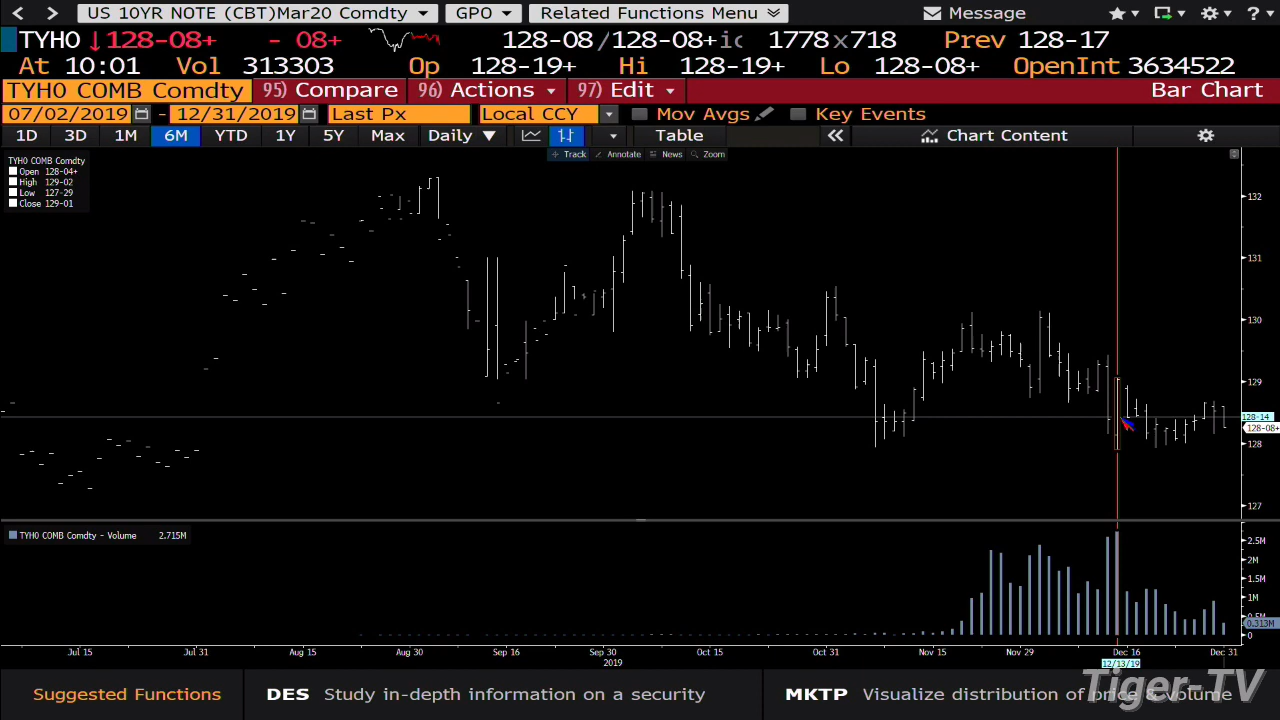 US 10YR NOTE (CBT)Mar20 Comdty GPO Related Functions Menu Message ?
TYH0 ↓128-08+ - 08+ 128-08/128-08+ic 1778x718 Prev 128-17
At 10:01 Vol 313303 Op 128-19+ Hi 128-19+ Lo 128-08+ OpenInt 3634522
TYH0 COMB Comdty 95) Compare 96) Actions 97) Edit Bar Chart
07/02/2019 - 12/31/2019 Last Px Local CCY Mov Avgs Key Events
1D 3D 1M 6M YTD 1Y 5Y Max Daily ▼ Table Chart Content
Track Annotate News Zoom
TYH0 COMB Comdty
Open 128-04+
High 129-02
Low 127-29
Close 129-01
132
131
130
129
128-14
128-08+
128
127
TYH0 COMB Comdty - Volume 2.715M
2.5M
2M
1.5M
1M
0.5M
0.313M
0
Jul 15 Jul 31 Aug 15 Aug 30 Sep 16 Sep 30 Oct 15 Oct 31 Nov 15 Nov 29 Dec 16 Dec 31
2019 12/13/19
Suggested Functions DES Study in-depth information on a security MKTP Visualize distribution of price & volume
Tiger-TV